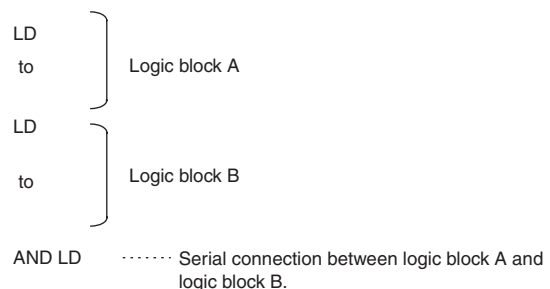 LD
to
Logic block A
LD
to
Logic block B
AND LD ······· Serial connection between logic block A and
logic block B.